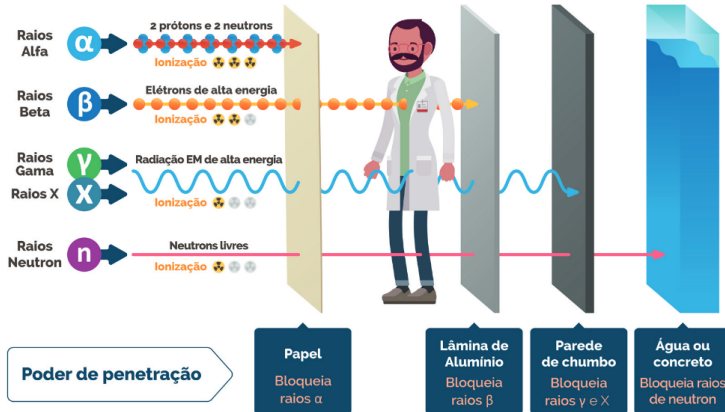 Raios
Alfa
α
2 prótons e 2 neutrons
Ionização
Raios
Beta
β
Elétrons de alta energia
Ionização
Raios
Gama
γ
Radiação EM de alta energia
Raios X
X
Ionização
Raios
Neutron
n
Neutrons livres
Ionização
Poder de penetração
Papel
Bloqueia
raios α
Lâmina de
Alumínio
Bloqueia
raios β
Parede
de chumbo
Bloqueia
raios γ e X
Água ou
concreto
Bloqueia raios
de neutron